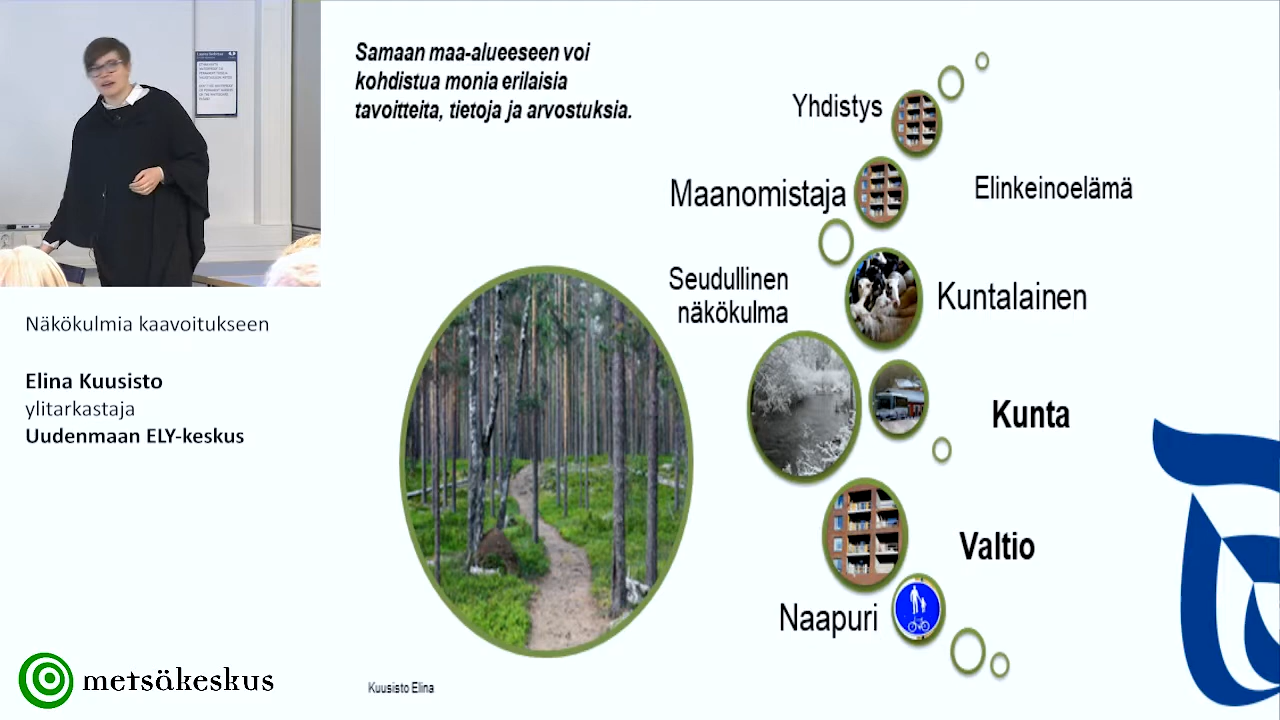 Samaan maa-alueeseen voi
kohdistua monia erilaisia
tavoitteita, tietoja ja arvostuksia.
Yhdistys
Maanomistaja
Elinkeinoelämä
Seudullinen
näkökulma
Kuntalainen
Kunta
Valtio
Naapuri
Näkökulmia kaavoitukseen
Elina Kuusisto
ylitarkastaja
Uudenmaan ELY-keskus
metsäkeskus
Kuusisto Elina